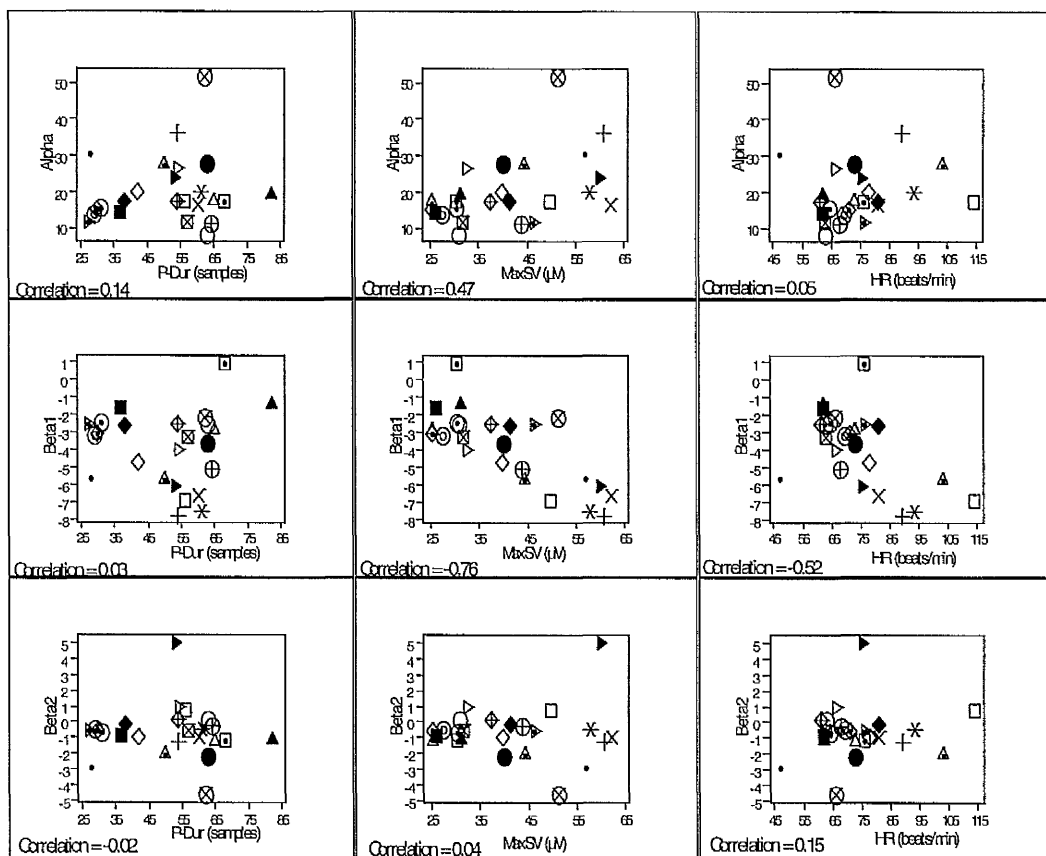 Alpha
50
40
30
20
10
25 35 45 55 65 75 85
P-Dur (samples)
Correlation = 0.14
Alpha
50
40
30
20
10
25 35 45 55 65
MaxSV (µM)
Correlation = 0.47
Alpha
50
40
30
20
10
45 55 65 75 85 95 105 115
HR (beats/min)
Correlation = 0.05
Beta1
1
0
-1
-2
-3
-4
-5
-6
-7
-8
25 35 45 55 65 75 85
P-Dur (samples)
Correlation = 0.03
Beta1
1
0
-1
-2
-3
-4
-5
-6
-7
-8
25 35 45 55 65
MaxSV (µM)
Correlation = -0.76
Beta1
1
0
-1
-2
-3
-4
-5
-6
-7
-8
45 55 65 75 85 95 105 115
HR (beats/min)
Correlation = -0.52
Beta2
5
4
3
2
1
0
-1
-2
-3
-4
-5
25 35 45 55 65 75 85
P-Dur (samples)
Correlation = -0.02
Beta2
5
4
3
2
1
0
-1
-2
-3
-4
-5
25 35 45 55 65
MaxSV (µM)
Correlation = 0.04
Beta2
5
4
3
2
1
0
-1
-2
-3
-4
-5
45 55 65 75 85 95 105 115
HR (beats/min)
Correlation = 0.15